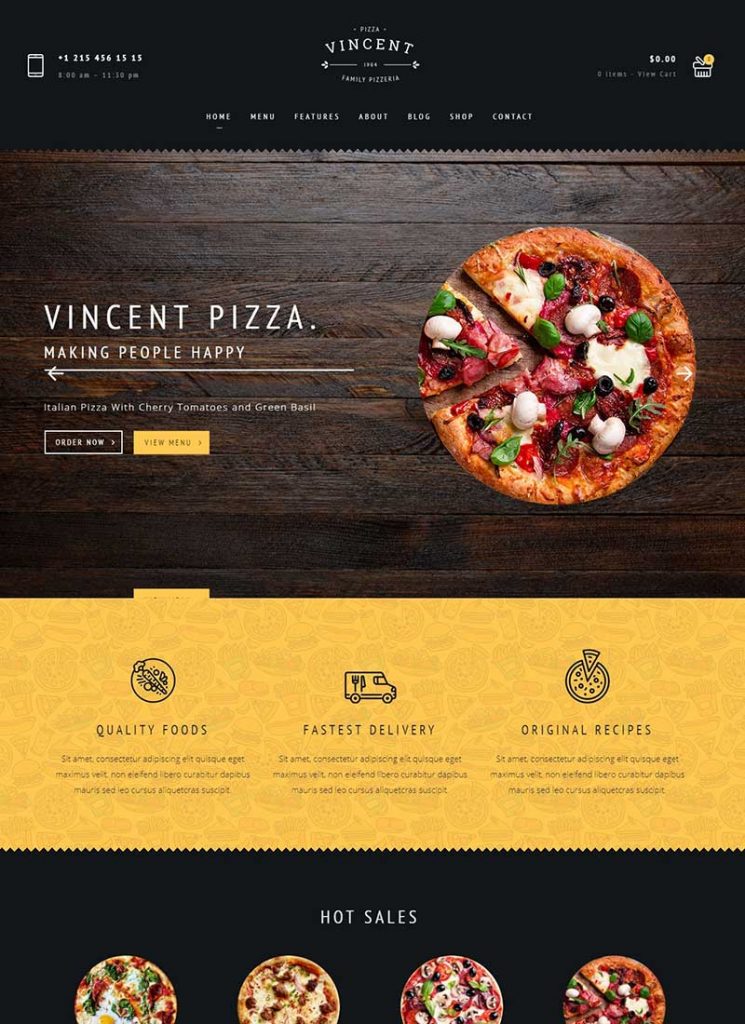 PIZZA
VINCENT
1964
FAMILY PIZZERIA
+1 215 456 15 15
8:00 am – 11:30 pm
$0.00
0 items - View Cart
0
HOME MENU FEATURES ABOUT BLOG SHOP CONTACT
VINCENT PIZZA.
MAKING PEOPLE HAPPY
Italian Pizza With Cherry Tomatoes and Green Basil
ORDER NOW VIEW MENU
QUALITY FOODS
Sit amet, consectetur adipiscing elit quisque eget
maximus velit, non eleifend libero curabitur dapibus
mauris sed leo cursus aliquetcras suscipit.
FASTEST DELIVERY
Sit amet, consectetur adipiscing elit quisque eget
maximus velit, non eleifend libero curabitur dapibus
mauris sed leo cursus aliquetcras suscipit.
ORIGINAL RECIPES
Sit amet, consectetur adipiscing elit quisque eget
maximus velit, non eleifend libero curabitur dapibus
mauris sed leo cursus aliquetcras suscipit.
HOT SALES